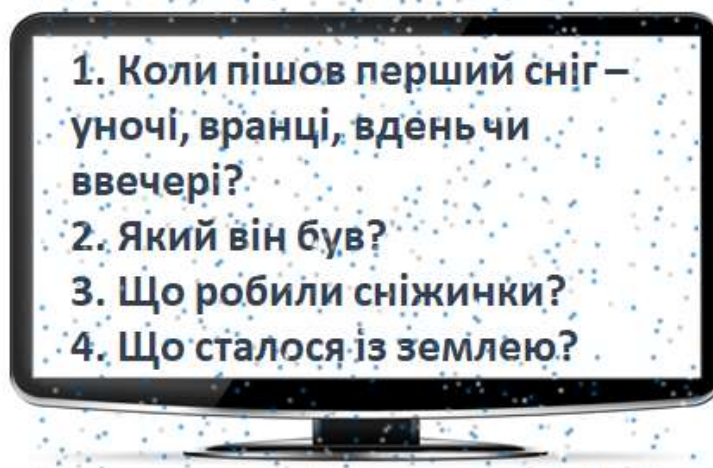 1. Коли пішов перший сніг –
уночі, вранці, вдень чи
ввечері?
2. Який він був?
3. Що робили сніжинки?
4. Що сталося із землею?